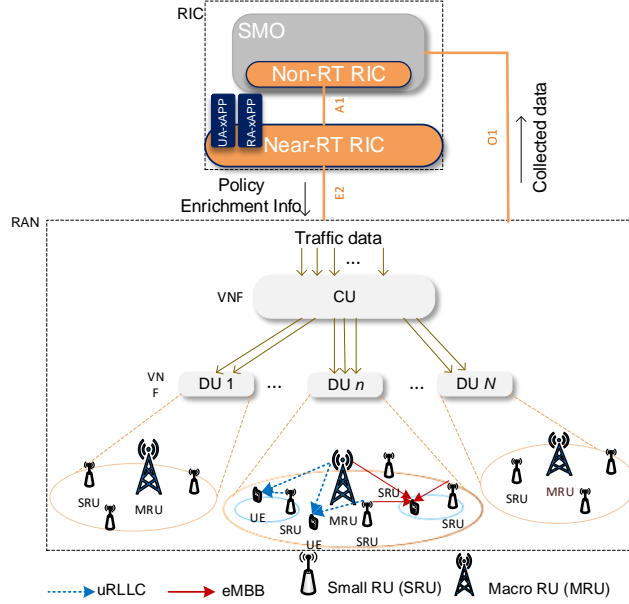 RIC
SMO
Non-RT RIC
A1
UA-xAPP
RA-xAPP
Near-RT RIC
O1
Collected data
Policy
Enrichment Info
E2
RAN
Traffic data
...
VNF
CU
VN
F
DU 1
...
DU n
...
DU N
SRU
MRU
SRU
SRU
UE
SRU
UE
MRU
SRU
SRU
SRU
SRU
MRU
SRU
uRLLC
eMBB
Small RU (SRU)
Macro RU (MRU)